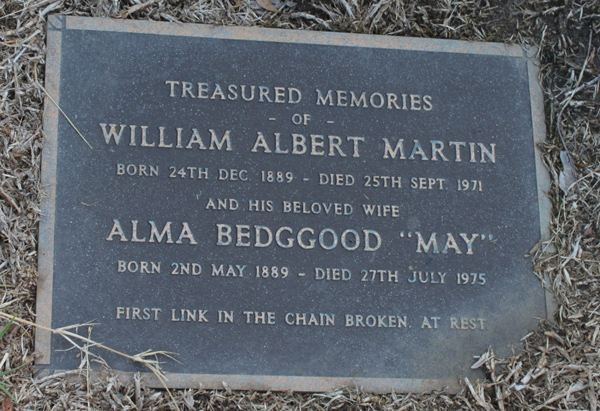 TREASURED MEMORIES
- OF -
WILLIAM ALBERT MARTIN
BORN 24TH DEC. 1889 - DIED 25TH SEPT. 1971
AND HIS BELOVED WIFE
ALMA BEDGGOOD "MAY"
BORN 2ND MAY 1889 - DIED 27TH JULY 1975
FIRST LINK IN THE CHAIN BROKEN. AT REST